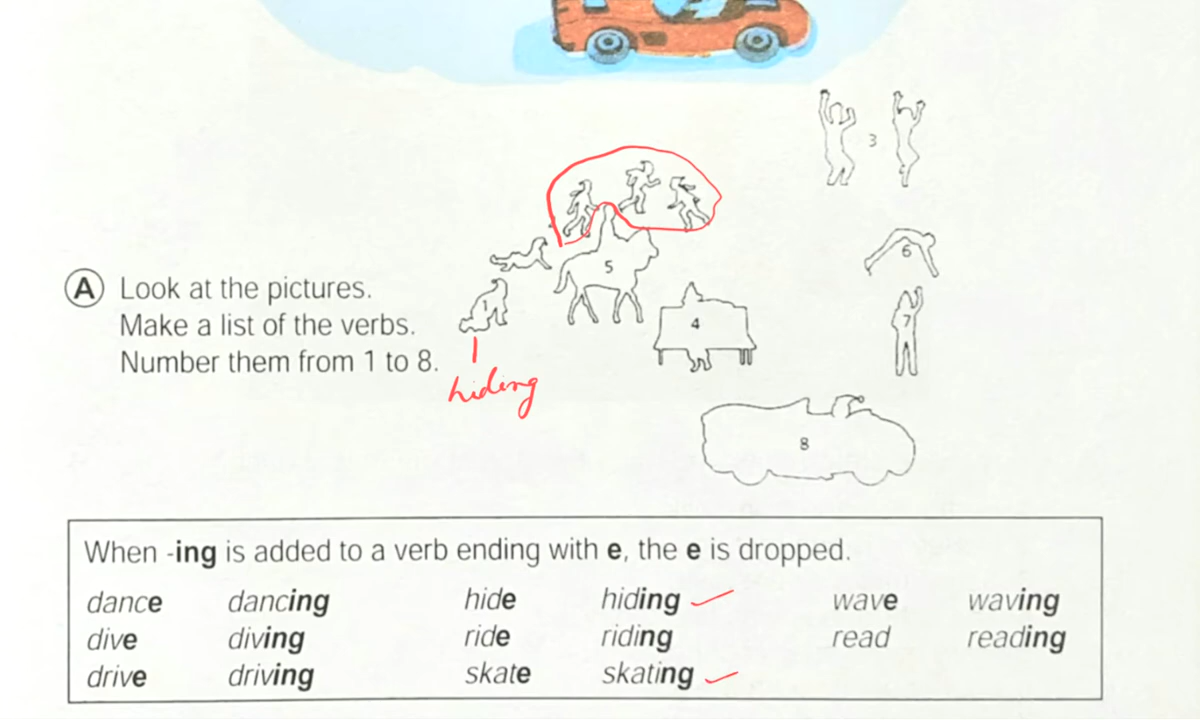 3
5
6
Ⓐ Look at the pictures.
Make a list of the verbs.
Number them from 1 to 8.
1
4
7
hiding
8
When -ing is added to a verb ending with e, the e is dropped.
dance dancing hide hiding wave waving
dive diving ride riding read reading
drive driving skate skating